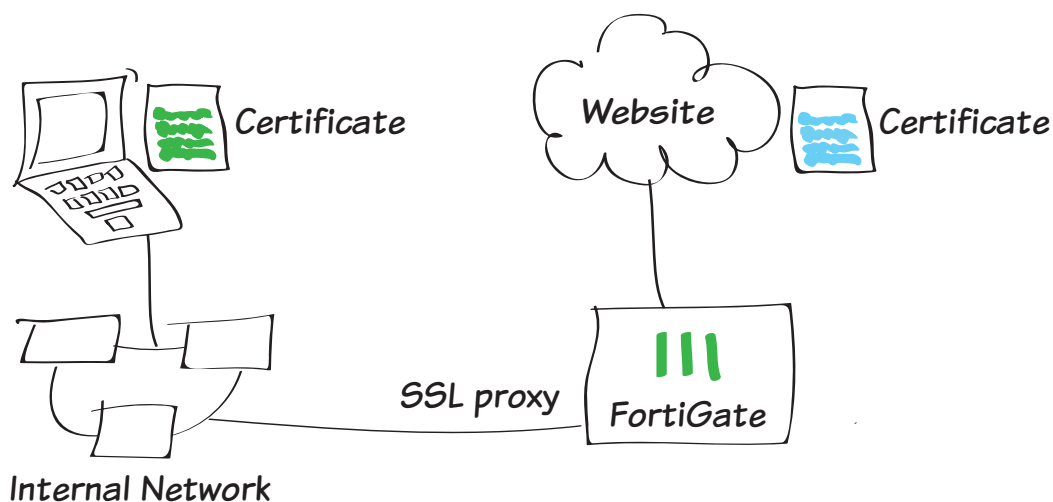 Certificate
Website
Certificate
SSL proxy
FortiGate
Internal Network